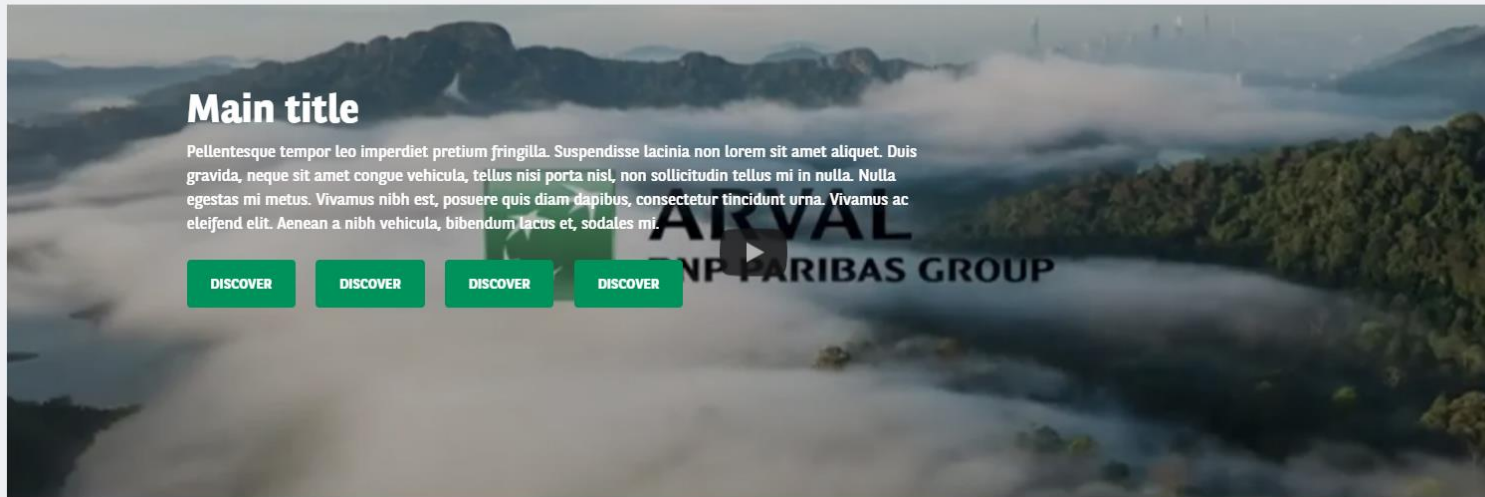 Main title
Pellentesque tempor leo imperdiet pretium fringilla. Suspendisse lacinia non lorem sit amet aliquet. Duis
gravida, neque sit amet congue vehicula, tellus nisi porta nisl, non sollicitudin tellus mi in nulla. Nulla
egestas mi metus. Vivamus nibh est, posuere quis diam dapibus, consectetur tincidunt urna. Vivamus ac
eleifend elit. Aenean a nibh vehicula, bibendum lacus et, sodales mi.
ARVAL
BNP PARIBAS GROUP
DISCOVER DISCOVER DISCOVER DISCOVER